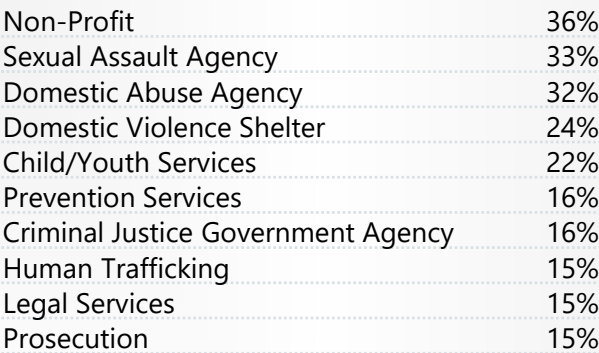 Non-Profit 36%
Sexual Assault Agency 33%
Domestic Abuse Agency 32%
Domestic Violence Shelter 24%
Child/Youth Services 22%
Prevention Services 16%
Criminal Justice Government Agency 16%
Human Trafficking 15%
Legal Services 15%
Prosecution 15%